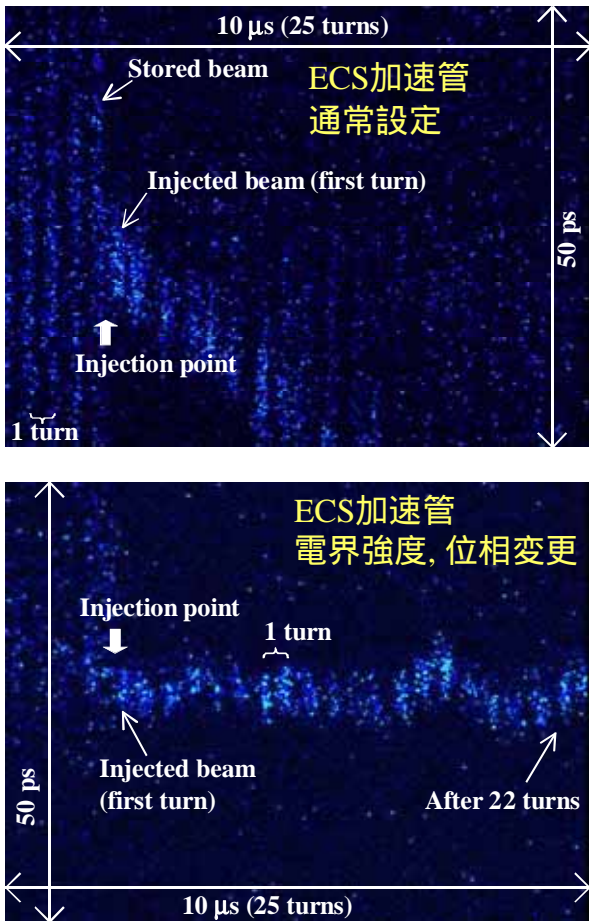 10 μs (25 turns)
Stored beam
ECS加速管
通常設定
Injected beam (first turn)
50 ps
Injection point
1 turn
ECS加速管
電界強度, 位相変更
Injection point
1 turn
Injected beam
(first turn)
50 ps
After 22 turns
10 μs (25 turns)